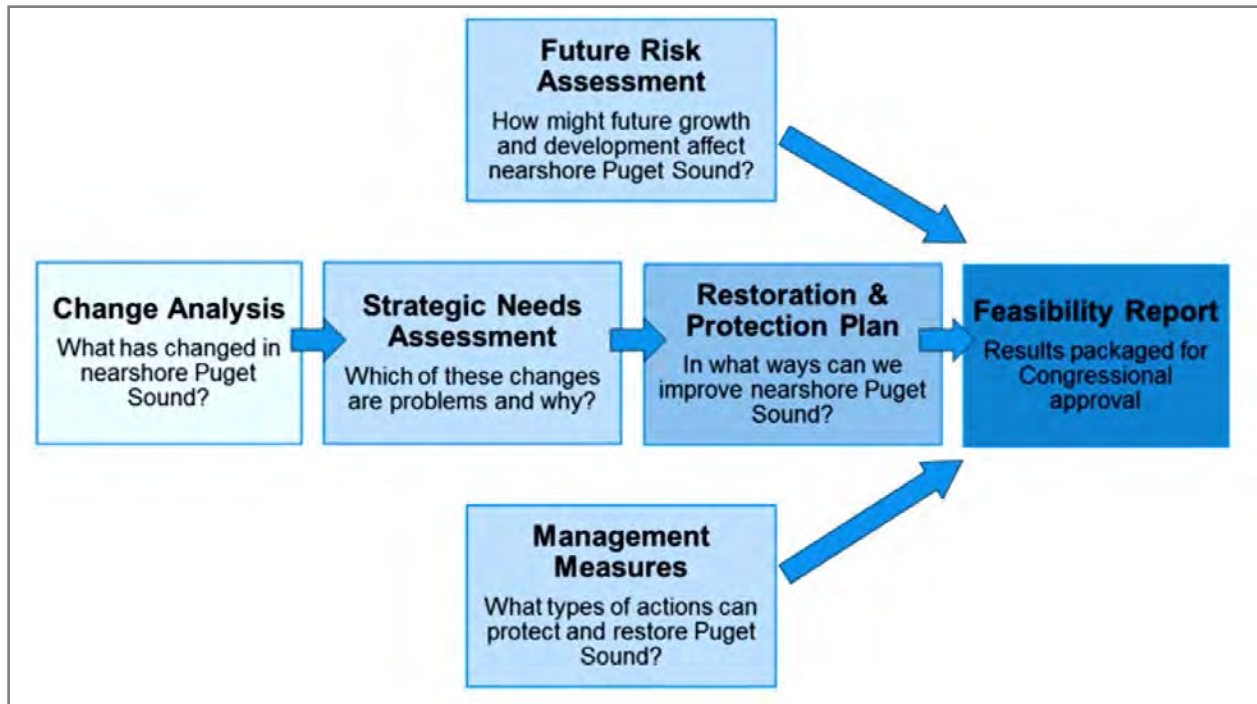 Future Risk
Assessment
How might future growth
and development affect
nearshore Puget Sound?
Change Analysis
What has changed in
nearshore Puget
Sound?
Strategic Needs
Assessment
Which of these changes
are problems and why?
Restoration &
Protection Plan
In what ways can we
improve nearshore Puget
Sound?
Feasibility Report
Results packaged for
Congressional
approval
Management
Measures
What types of actions can
protect and restore Puget
Sound?